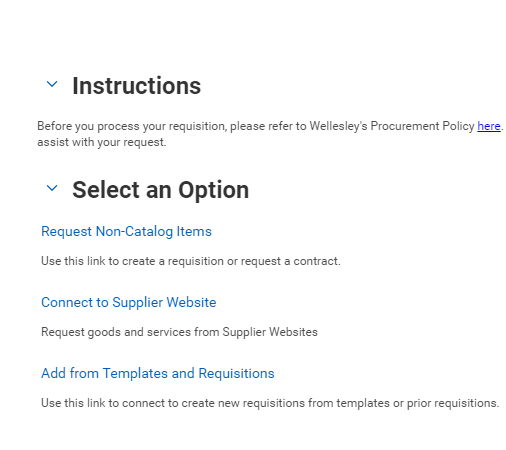 Instructions
Before you process your requisition, please refer to Wellesley's Procurement Policy here.
assist with your request.
Select an Option
Request Non-Catalog Items
Use this link to create a requisition or request a contract.
Connect to Supplier Website
Request goods and services from Supplier Websites
Add from Templates and Requisitions
Use this link to connect to create new requisitions from templates or prior requisitions.